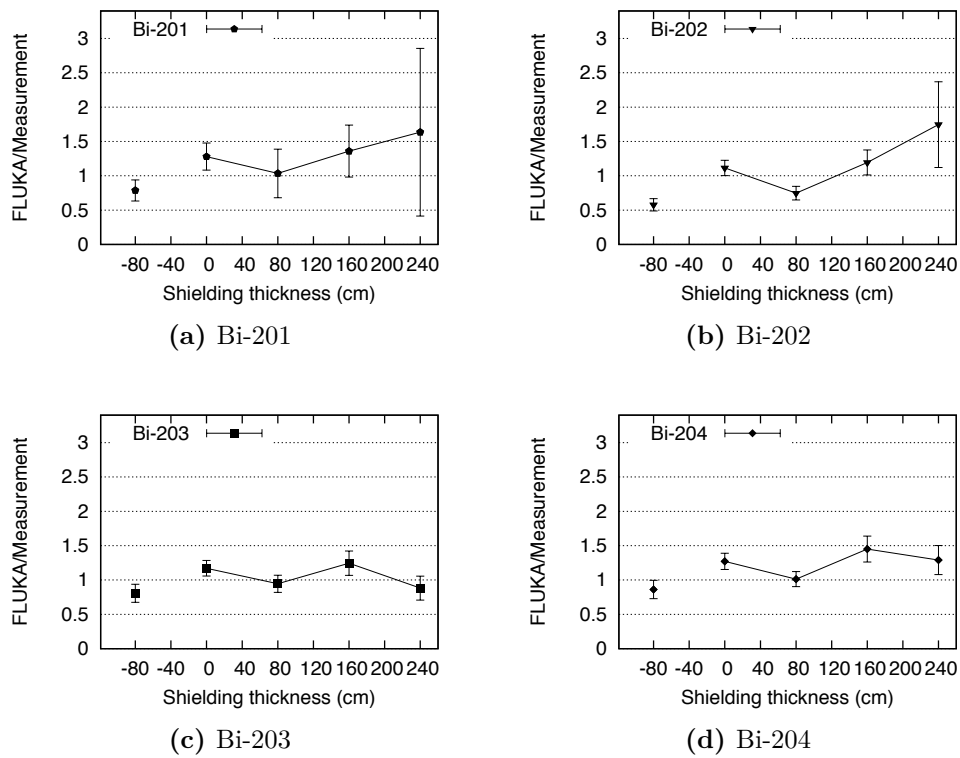 FLUKA/Measurement
3
2.5
2
1.5
1
0.5
0
Bi-201
-80 -40 0 40 80 120 160 200 240
Shielding thickness (cm)
(a) Bi-201
FLUKA/Measurement
3
2.5
2
1.5
1
0.5
0
Bi-202
-80 -40 0 40 80 120 160 200 240
Shielding thickness (cm)
(b) Bi-202
FLUKA/Measurement
3
2.5
2
1.5
1
0.5
0
Bi-203
-80 -40 0 40 80 120 160 200 240
Shielding thickness (cm)
(c) Bi-203
FLUKA/Measurement
3
2.5
2
1.5
1
0.5
0
Bi-204
-80 -40 0 40 80 120 160 200 240
Shielding thickness (cm)
(d) Bi-204